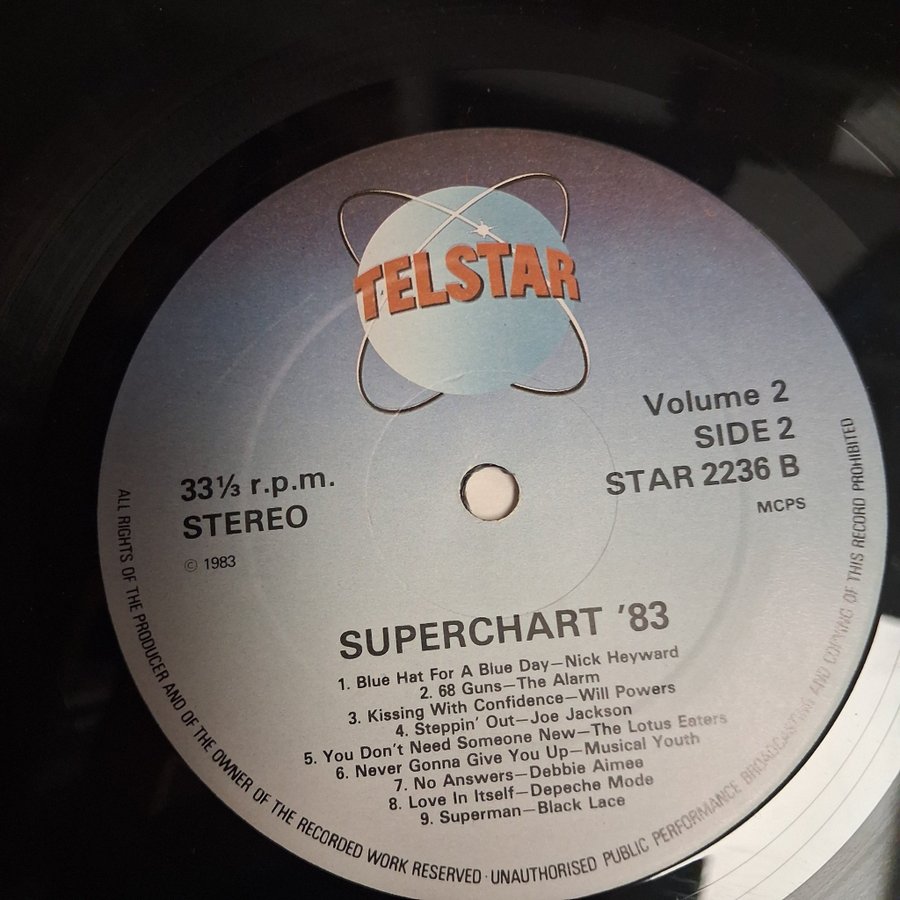 TELSTAR
Volume 2
SIDE 2
STAR 2236 B
MCPS
33⅓ r.p.m.
STEREO
© 1983
SUPERCHART '83
1. Blue Hat For A Blue Day—Nick Heyward
2. 68 Guns—The Alarm
3. Kissing With Confidence—Will Powers
4. Steppin' Out—Joe Jackson
5. You Don't Need Someone New—The Lotus Eaters
6. Never Gonna Give You Up—Musical Youth
7. No Answers—Debbie Aimee
8. Love In Itself—Depeche Mode
9. Superman—Black Lace
ALL RIGHTS OF THE PRODUCER AND OF THE OWNER OF THE RECORDED WORK RESERVED · UNAUTHORISED PUBLIC PERFORMANCE BROADCASTING AND COPYING OF THIS RECORD PROHIBITED